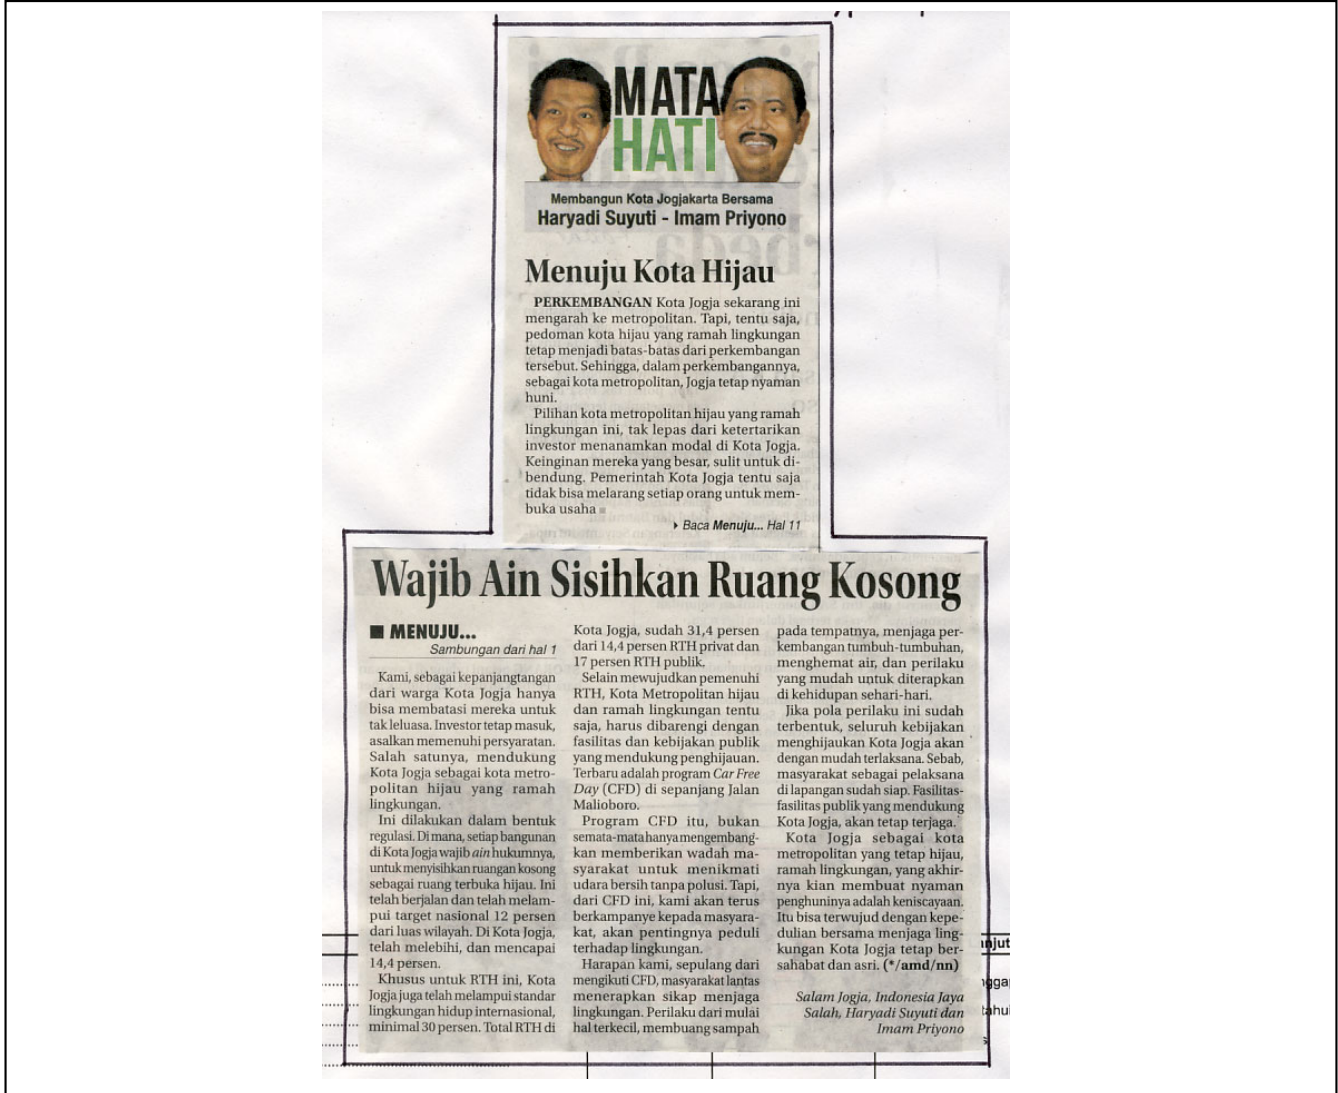 MATA
HATI
Membangun Kota Jogjakarta Bersama
Haryadi Suyuti - Imam Priyono
Menuju Kota Hijau
PERKEMBANGAN Kota Jogja sekarang ini
mengarah ke metropolitan. Tapi, tentu saja,
pedoman kota hijau yang ramah lingkungan
tetap menjadi batas-batas dari perkembangan
tersebut. Sehingga, dalam perkembangannya,
sebagai kota metropolitan, Jogja tetap nyaman
huni.
Pilihan kota metropolitan hijau yang ramah
lingkungan ini, tak lepas dari ketertarikan
investor menanamkan modal di Kota Jogja.
Keinginan mereka yang besar, sulit untuk di-
bendung. Pemerintah Kota Jogja tentu saja
tidak bisa melarang setiap orang untuk mem-
buka usaha
Baca Menuju... Hal 11
Wajib Ain Sisihkan Ruang Kosong
MENUJU...
Sambungan dari hal 1
Kami, sebagai kepanjangtangan
dari warga Kota Jogja hanya
bisa membatasi mereka untuk
tak leluasa. Investor tetap masuk,
asalkan memenuhi persyaratan.
Salah satunya, mendukung
Kota Jogja sebagai kota metro-
politan hijau yang ramah
lingkungan.
Ini dilakukan dalam bentuk
regulasi. Di mana, setiap bangunan
di Kota Jogja wajib ain hukumnya,
untuk menyisihkan ruangan kosong
sebagai ruang terbuka hijau. Ini
telah berjalan dan telah melam-
pui target nasional 12 persen
dari luas wilayah. Di Kota Jogja,
telah melebihi, dan mencapai
14,4 persen.
Khusus untuk RTH ini, Kota
Jogja juga telah melampui standar
lingkungan hidup internasional,
minimal 30 persen. Total RTH di
Kota Jogja, sudah 31,4 persen
dari 14,4 persen RTH privat dan
17 persen RTH publik.
Selain mewujudkan pemenuhi
RTH, Kota Metropolitan hijau
dan ramah lingkungan tentu
saja, harus dibarengi dengan
fasilitas dan kebijakan publik
yang mendukung penghijauan.
Terbaru adalah program Car Free
Day (CFD) di sepanjang Jalan
Malioboro.
Program CFD itu, bukan
semata-mata hanya mengembang-
kan memberikan wadah ma-
syarakat untuk menikmati
udara bersih tanpa polusi. Tapi,
dari CFD ini, kami akan terus
berkampanye kepada masyara-
kat, akan pentingnya peduli
terhadap lingkungan.
Harapan kami, sepulang dari
mengikuti CFD, masyarakat lantas
menerapkan sikap menjaga
lingkungan. Perilaku dari mulai
hal terkecil, membuang sampah
pada tempatnya, menjaga per-
kembangan tumbuh-tumbuhan,
menghemat air, dan perilaku
yang mudah untuk diterapkan
di kehidupan sehari-hari.
Jika pola perilaku ini sudah
terbentuk, seluruh kebijakan
menghijaukan Kota Jogja akan
dengan mudah terlaksana. Sebab,
masyarakat sebagai pelaksana
di lapangan sudah siap. Fasilitas-
fasilitas publik yang mendukung
Kota Jogja, akan tetap terjaga.
Kota Jogja sebagai kota
metropolitan yang tetap hijau,
ramah lingkungan, yang akhir-
nya kian membuat nyaman
penghuninya adalah keniscayaan.
Itu bisa terwujud dengan kepe-
dulian bersama menjaga ling-
kungan Kota Jogja tetap ber-
sahabat dan asri. (*/amd/nn)
Salam Jogja, Indonesia Jaya
Salah, Haryadi Suyuti dan
Imam Priyono